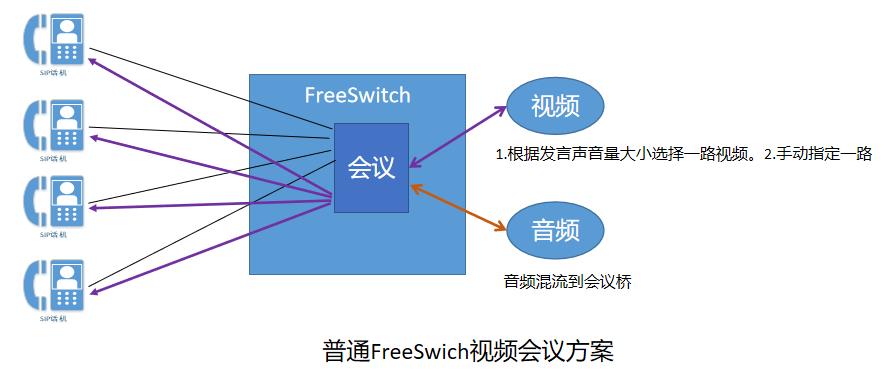 SIP话机
SIP话机
SIP话机
SIP话机
FreeSwitch
会议
视频
1.根据发言声音量大小选择一路视频。2.手动指定一路
音频
音频混流到会议桥
普通FreeSwich视频会议方案